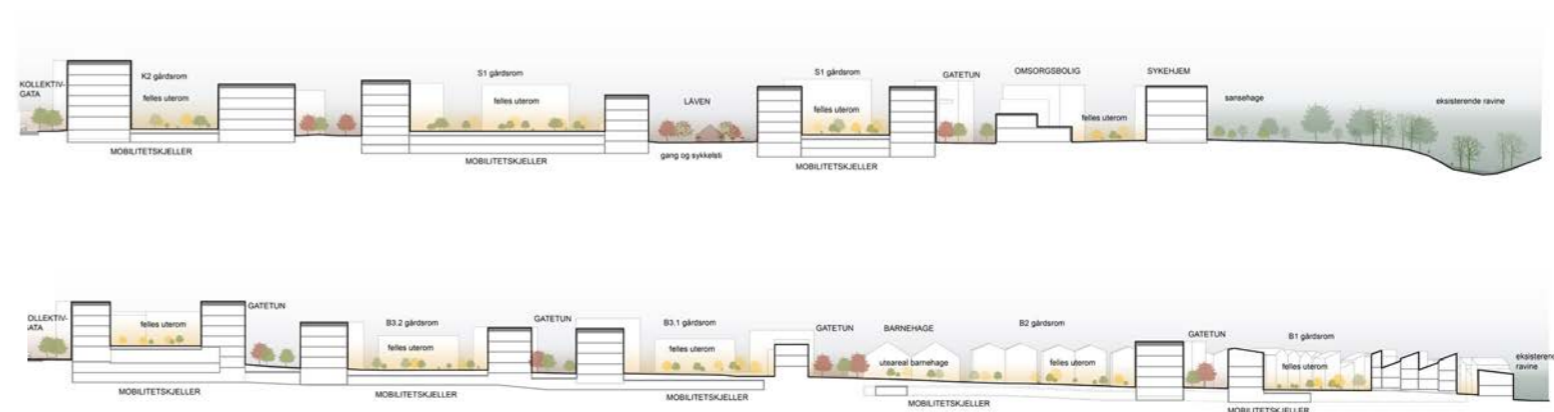 KOLLEKTIV-
GATA
K2 gårdsrom
felles uterom
MOBILITETSKJELLER
S1 gårdsrom
felles uterom
MOBILITETSKJELLER
LÅVEN
gang og sykkelsti
S1 gårdsrom
felles uterom
MOBILITETSKJELLER
GATETUN
OMSORGSBOLIG
felles uterom
SYKEHJEM
sansehage
eksisterende ravine
OLLEKTIV-
GATA
felles uterom
MOBILITETSKJELLER
GATETUN
B3.2 gårdsrom
felles uterom
MOBILITETSKJELLER
GATETUN
B3.1 gårdsrom
felles uterom
MOBILITETSKJELLER
GATETUN
BARNEHAGE
uteareal barnehage
MOBILITETSKJELLER
B2 gårdsrom
felles uterom
GATETUN
B1 gårdsrom
felles uterom
MOBILITETSKJELLER
eksisterene
ravine